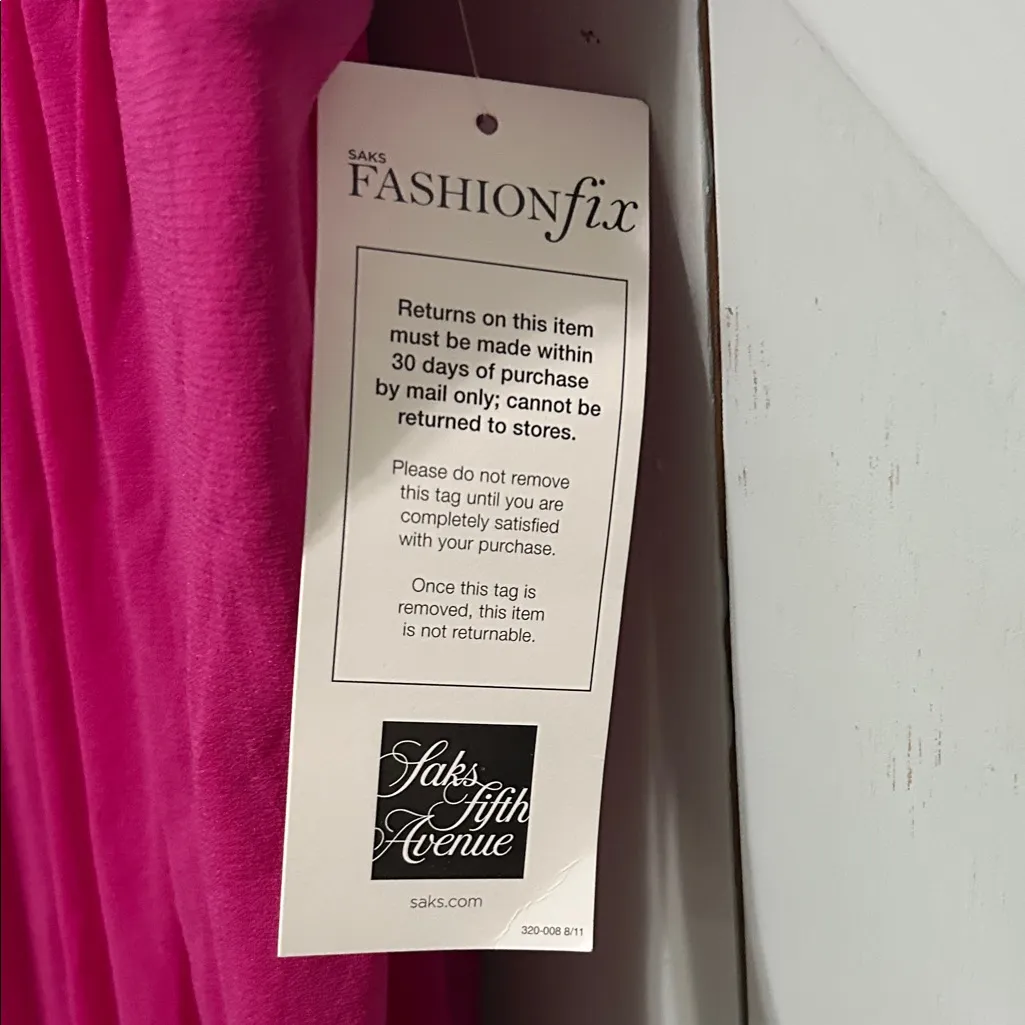 SAKS
FASHIONfix
Returns on this item
must be made within
30 days of purchase
by mail only; cannot be
returned to stores.
Please do not remove
this tag until you are
completely satisfied
with your purchase.
Once this tag is
removed, this item
is not returnable.
Saks
Fifth
Avenue
saks.com
320-008 8/11